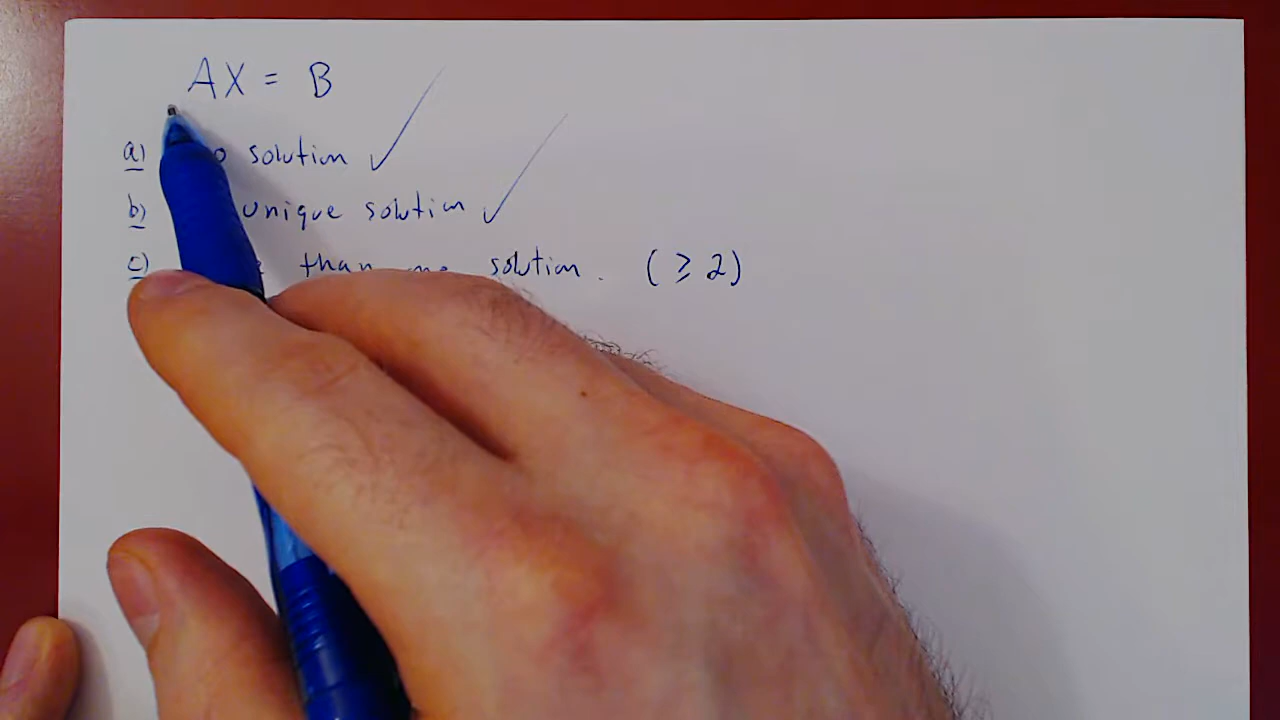 AX = B
a) solution ✓
b) unique solution ✓
c) than solution. (≥ 2)